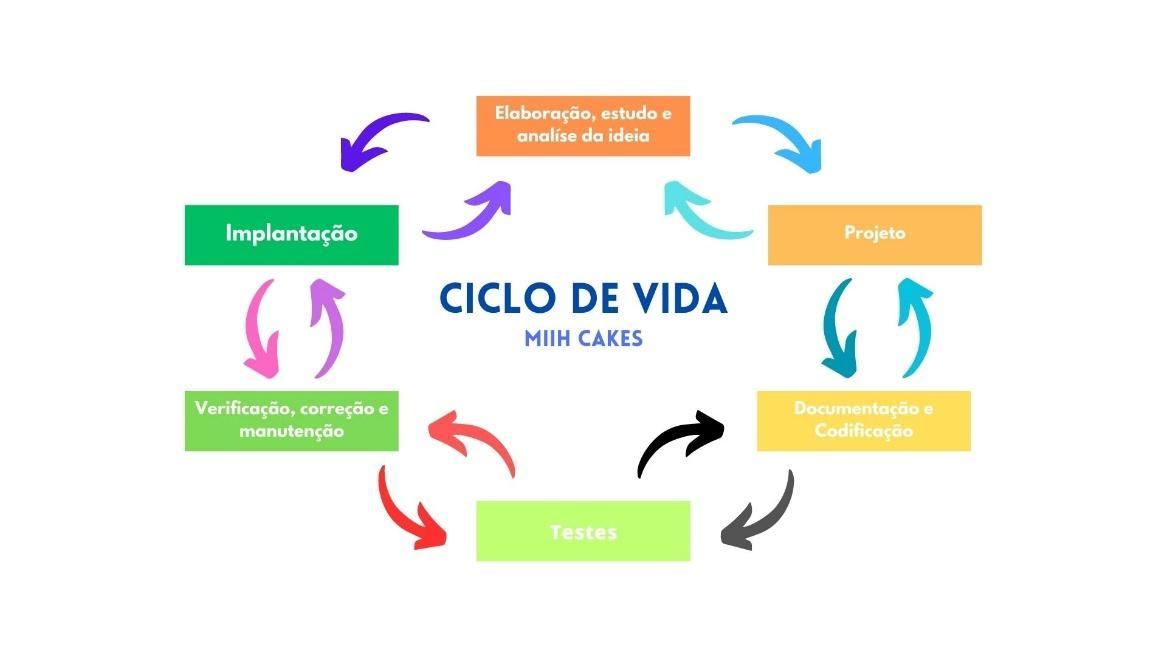 Elaboração, estudo e
analíse da ideia
Implantação
Projeto
CICLO DE VIDA
MIIH CAKES
Verificação, correção e
manutenção
Documentação e
Codificação
Testes